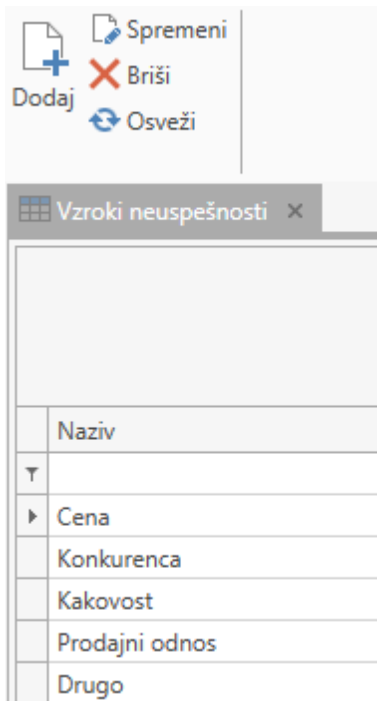 Dodaj
Spremeni
Briši
Osveži
Vzroki neuspešnosti
Naziv
Cena
Konkurenca
Kakovost
Prodajni odnos
Drugo